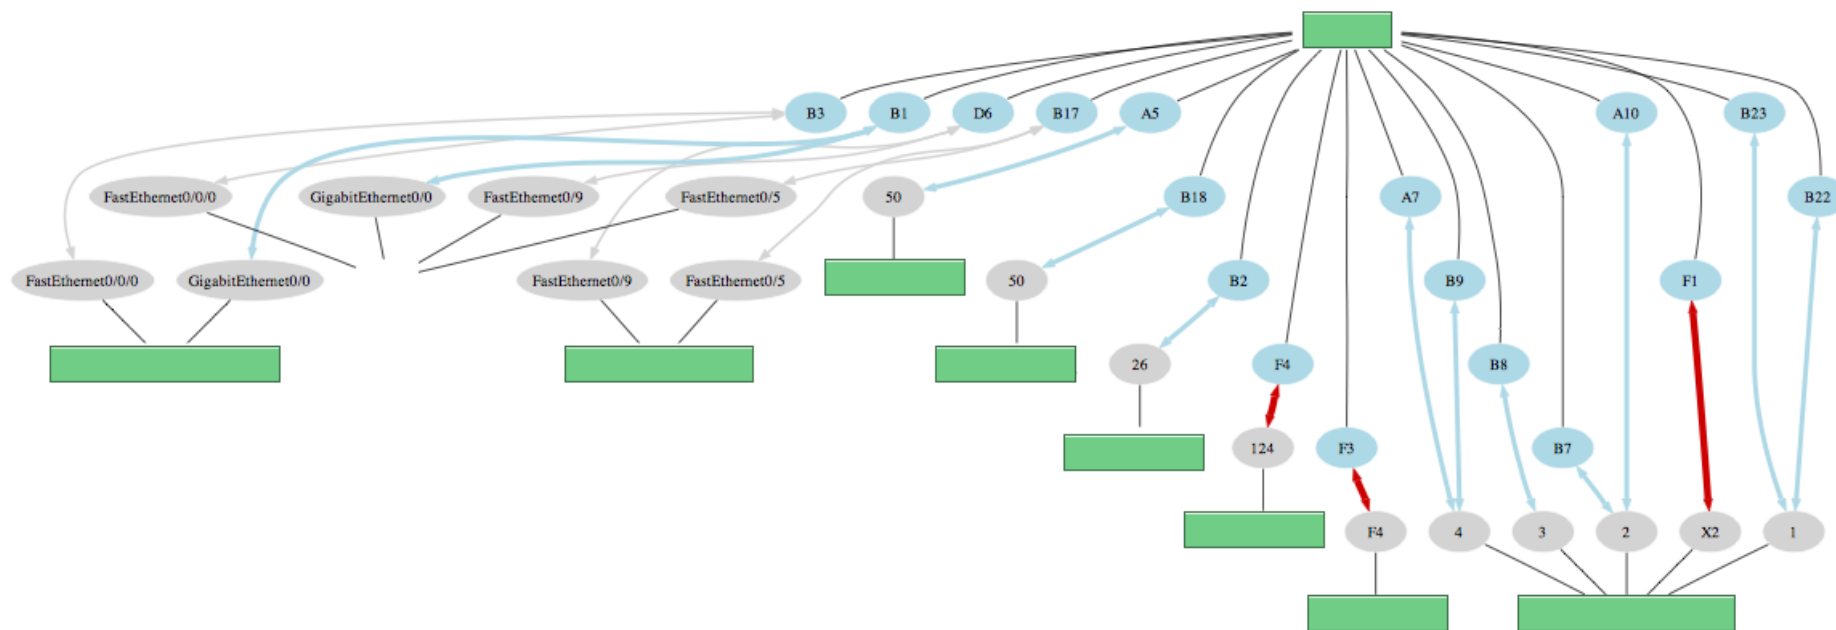 B3
B1
D6
B17
A5
A10
B23
FastEthernet0/0/0
GigabitEthernet0/0
FastEthernet0/9
FastEthernet0/5
50
B18
A7
B22
FastEthernet0/0/0
GigabitEthernet0/0
FastEthernet0/9
FastEthernet0/5
50
B2
B9
F1
26
F4
B8
124
F3
B7
F4
4
3
2
X2
1